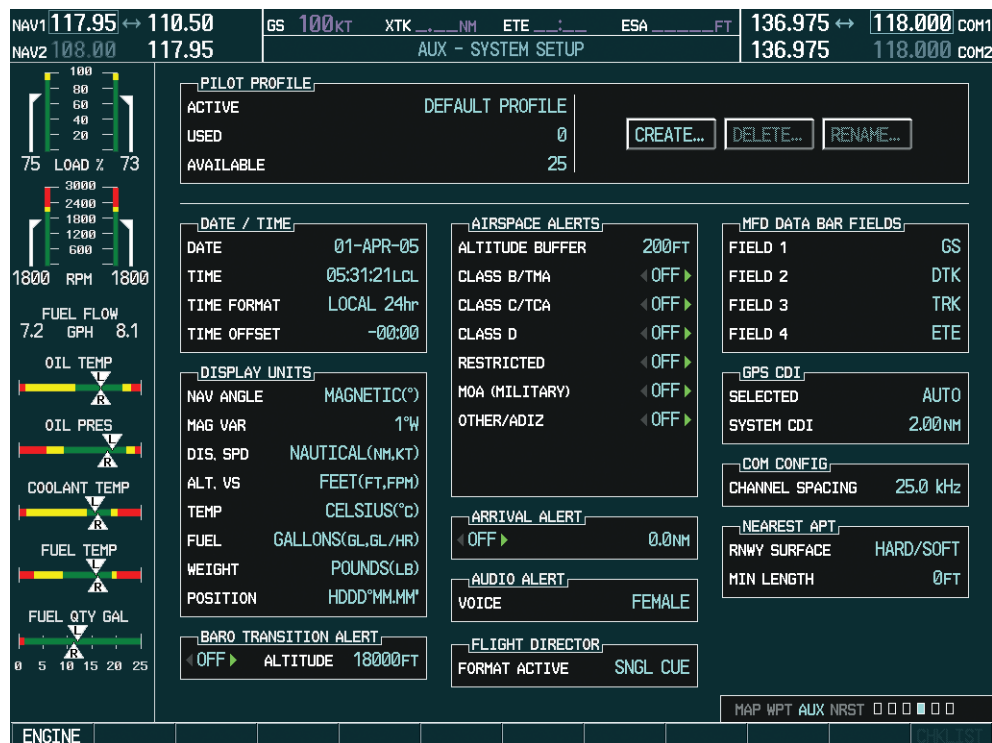 NAV1 117.95 ↔ 110.50 GS 100KT XTK _._NM ETE __:__ ESA _____FT 136.975 ↔ 118.000 COM1
NAV2 108.00 117.95 AUX - SYSTEM SETUP 136.975 118.000 COM2
100
80
60
40
20
75 LOAD % 73
3000
2400
1800
1200
600
1800 RPM 1800
FUEL FLOW
7.2 GPH 8.1
OIL TEMP
L
R
OIL PRES
L
R
COOLANT TEMP
L
R
FUEL TEMP
L
R
FUEL QTY GAL
L
R
0 5 10 15 20 25
PILOT PROFILE
ACTIVE DEFAULT PROFILE
USED 0
AVAILABLE 25
CREATE... DELETE... RENAME...
DATE / TIME
DATE 01-APR-05
TIME 05:31:21LCL
TIME FORMAT LOCAL 24hr
TIME OFFSET -00:00
DISPLAY UNITS
NAV ANGLE MAGNETIC(°)
MAG VAR 1°W
DIS, SPD NAUTICAL(NM,KT)
ALT, VS FEET(FT,FPM)
TEMP CELSIUS(°C)
FUEL GALLONS(GL,GL/HR)
WEIGHT POUNDS(LB)
POSITION HDDD°MM.MM'
BARO TRANSITION ALERT
OFF ALTITUDE 18000FT
AIRSPACE ALERTS
ALTITUDE BUFFER 200FT
CLASS B/TMA OFF
CLASS C/TCA OFF
CLASS D OFF
RESTRICTED OFF
MOA (MILITARY) OFF
OTHER/ADIZ OFF
ARRIVAL ALERT
OFF 0.0NM
AUDIO ALERT
VOICE FEMALE
FLIGHT DIRECTOR
FORMAT ACTIVE SNGL CUE
MFD DATA BAR FIELDS
FIELD 1 GS
FIELD 2 DTK
FIELD 3 TRK
FIELD 4 ETE
GPS CDI
SELECTED AUTO
SYSTEM CDI 2.00NM
COM CONFIG
CHANNEL SPACING 25.0 kHz
NEAREST APT
RNWY SURFACE HARD/SOFT
MIN LENGTH 0FT
MAP WPT AUX NRST
ENGINE CHKLIST